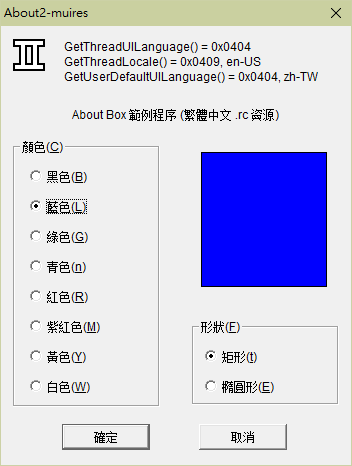 About2-muires
GetThreadUILanguage() = 0x0404
GetThreadLocale() = 0x0409, en-US
GetUserDefaultUILanguage() = 0x0404, zh-TW
About Box 範例程序 (繁體中文 .rc 資源)
顏色(C)
黑色(B)
藍色(L)
綠色(G)
青色(n)
紅色(R)
紫紅色(M)
黃色(Y)
白色(W)
形狀(F)
矩形(t)
橢圓形(E)
確定
取消